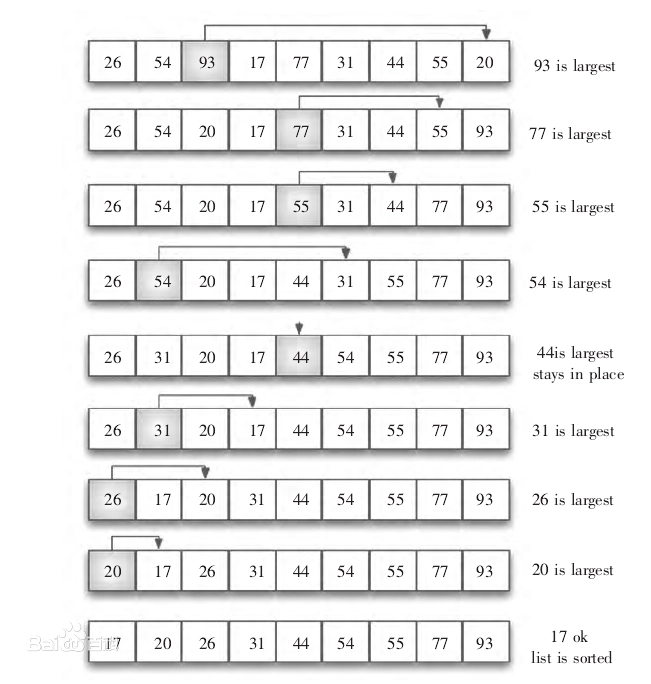 26 54 93 17 77 31 44 55 20 93 is largest
26 54 20 17 77 31 44 55 93 77 is largest
26 54 20 17 55 31 44 77 93 55 is largest
26 54 20 17 44 31 55 77 93 54 is largest
26 31 20 17 44 54 55 77 93 44is largest
stays in place
26 31 20 17 44 54 55 77 93 31 is largest
26 17 20 31 44 54 55 77 93 26 is largest
20 17 26 31 44 54 55 77 93 20 is largest
17 20 26 31 44 54 55 77 93 17 ok
list is sorted
Bai百科